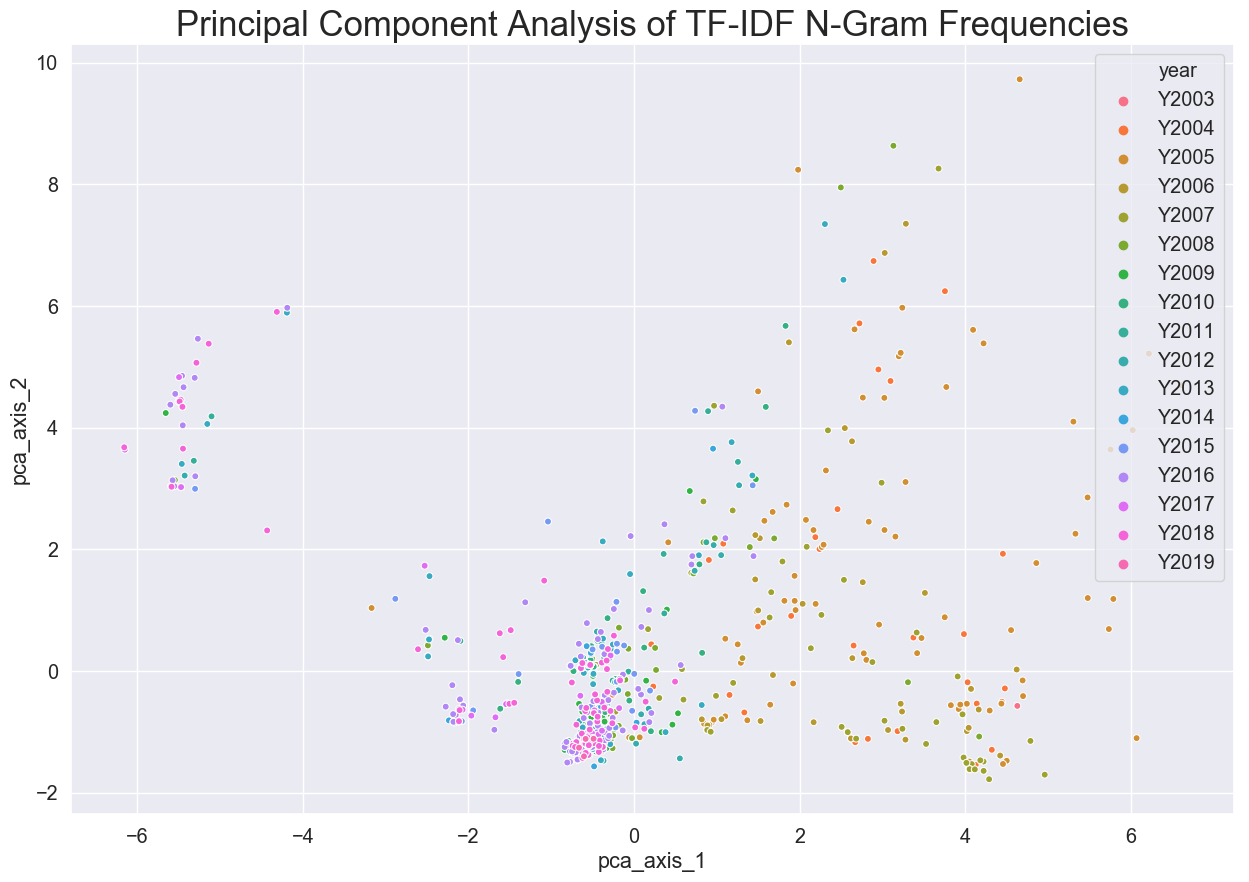 Principal Component Analysis of TF-IDF N-Gram Frequencies
10
8
6
4
2
0
−2
pca_axis_2
−6
−4
−2
0
2
4
6
pca_axis_1
year
Y2003
Y2004
Y2005
Y2006
Y2007
Y2008
Y2009
Y2010
Y2011
Y2012
Y2013
Y2014
Y2015
Y2016
Y2017
Y2018
Y2019